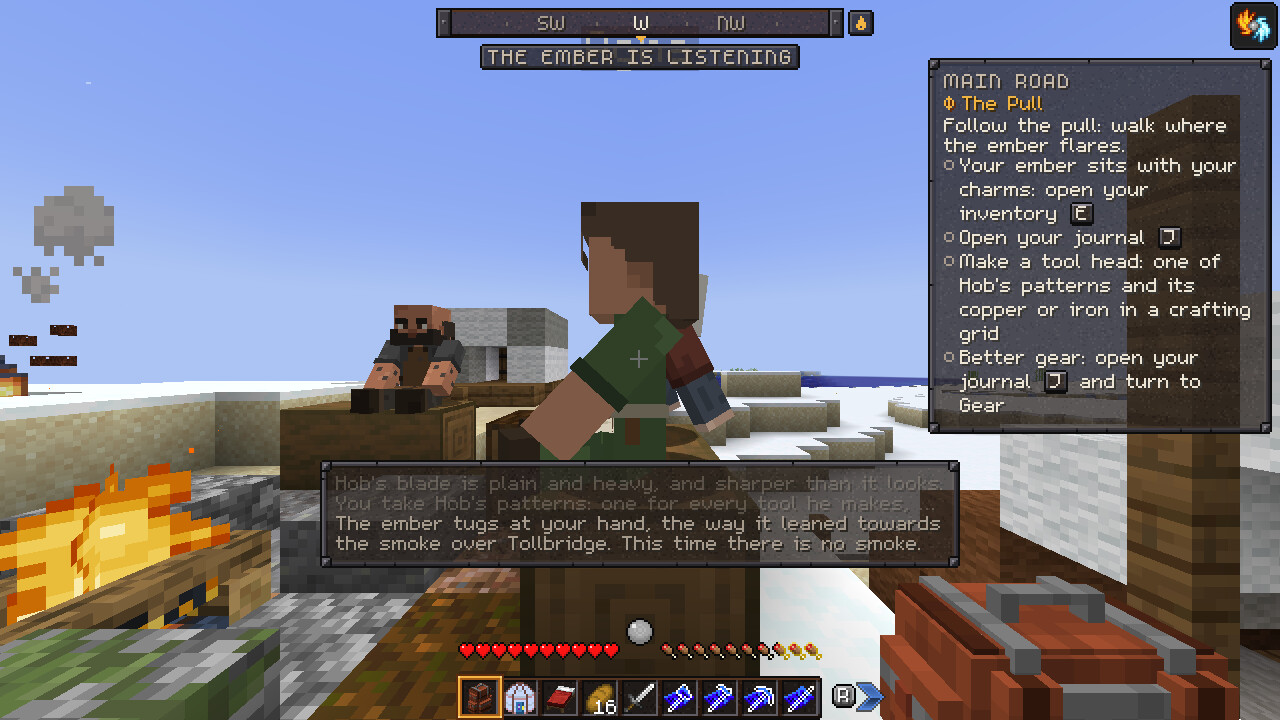 SW W NW
THE EMBER IS LISTENING
MAIN ROAD
The Pull
Follow the pull: walk where
the ember flares.
Your ember sits with your
charms: open your
inventory E
Open your journal J
Make a tool head: one of
Hob's patterns and its
copper or iron in a crafting
grid
Better gear: open your
journal J and turn to
Gear
Hob's blade is plain and heavy, and sharper than it looks.
You take Hob's patterns: one for every tool he makes, ...
The ember tugs at your hand, the way it leaned towards
the smoke over Tollbridge. This time there is no smoke.
16
R